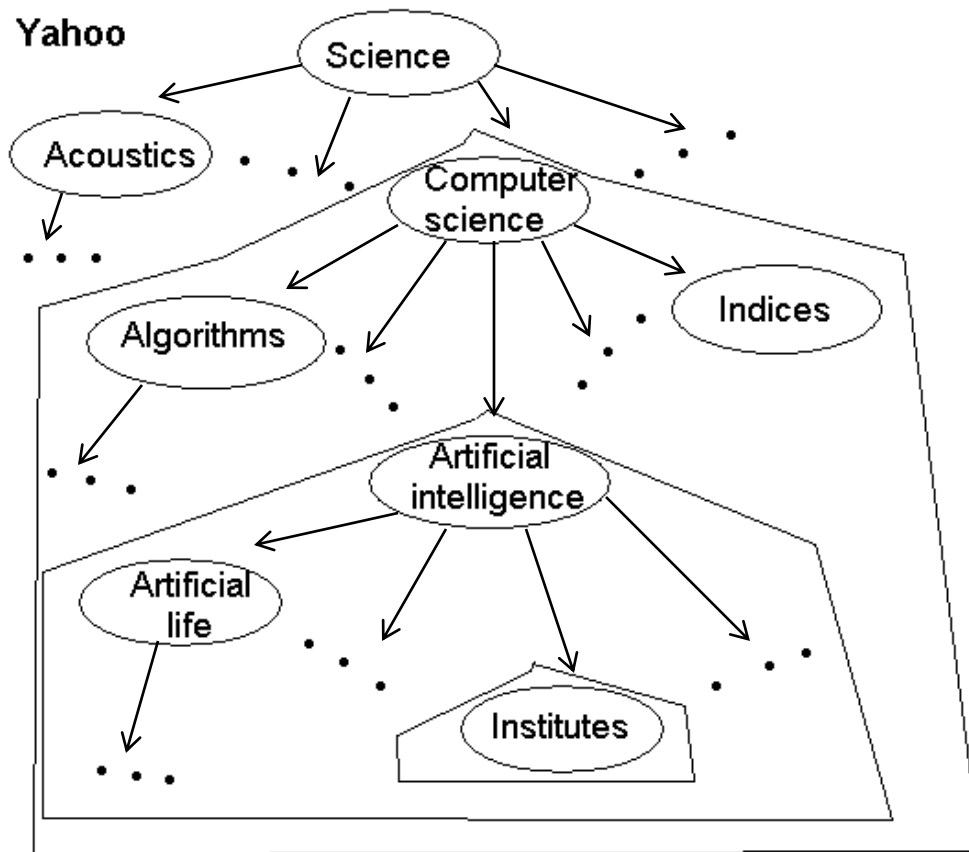 Yahoo
Science
Acoustics
Computer
science
Indices
Algorithms
Artificial
intelligence
Artificial
life
Institutes